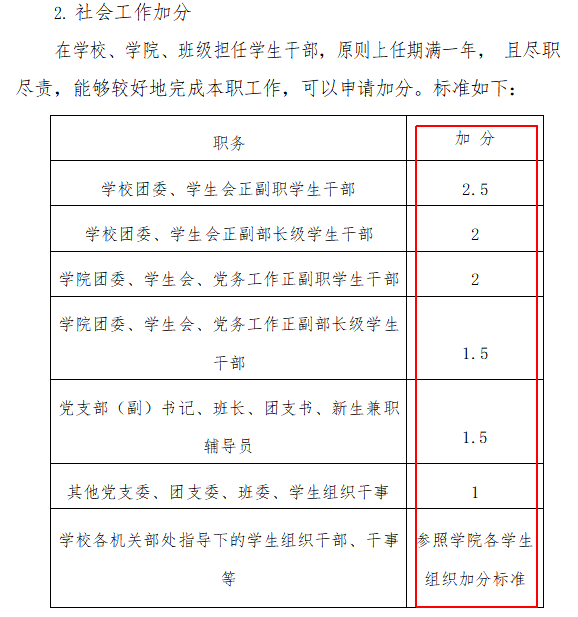 2. 社会工作加分
在学校、学院、班级担任学生干部，原则上任期满一年， 且尽职
尽责，能够较好地完成本职工作，可以申请加分。标准如下：
职务
加 分
学校团委、学生会正副职学生干部
2.5
学校团委、学生会正副部长级学生干部
2
学院团委、学生会、党务工作正副职学生干部
2
学院团委、学生会、党务工作正副部长级学生
干部
1.5
党支部（副）书记、班长、团支书、新生兼职
辅导员
1.5
其他党支委、团支委、班委、学生组织干事
1
学校各机关部处指导下的学生组织干部、干事
等
参照学院各学生
组织加分标准